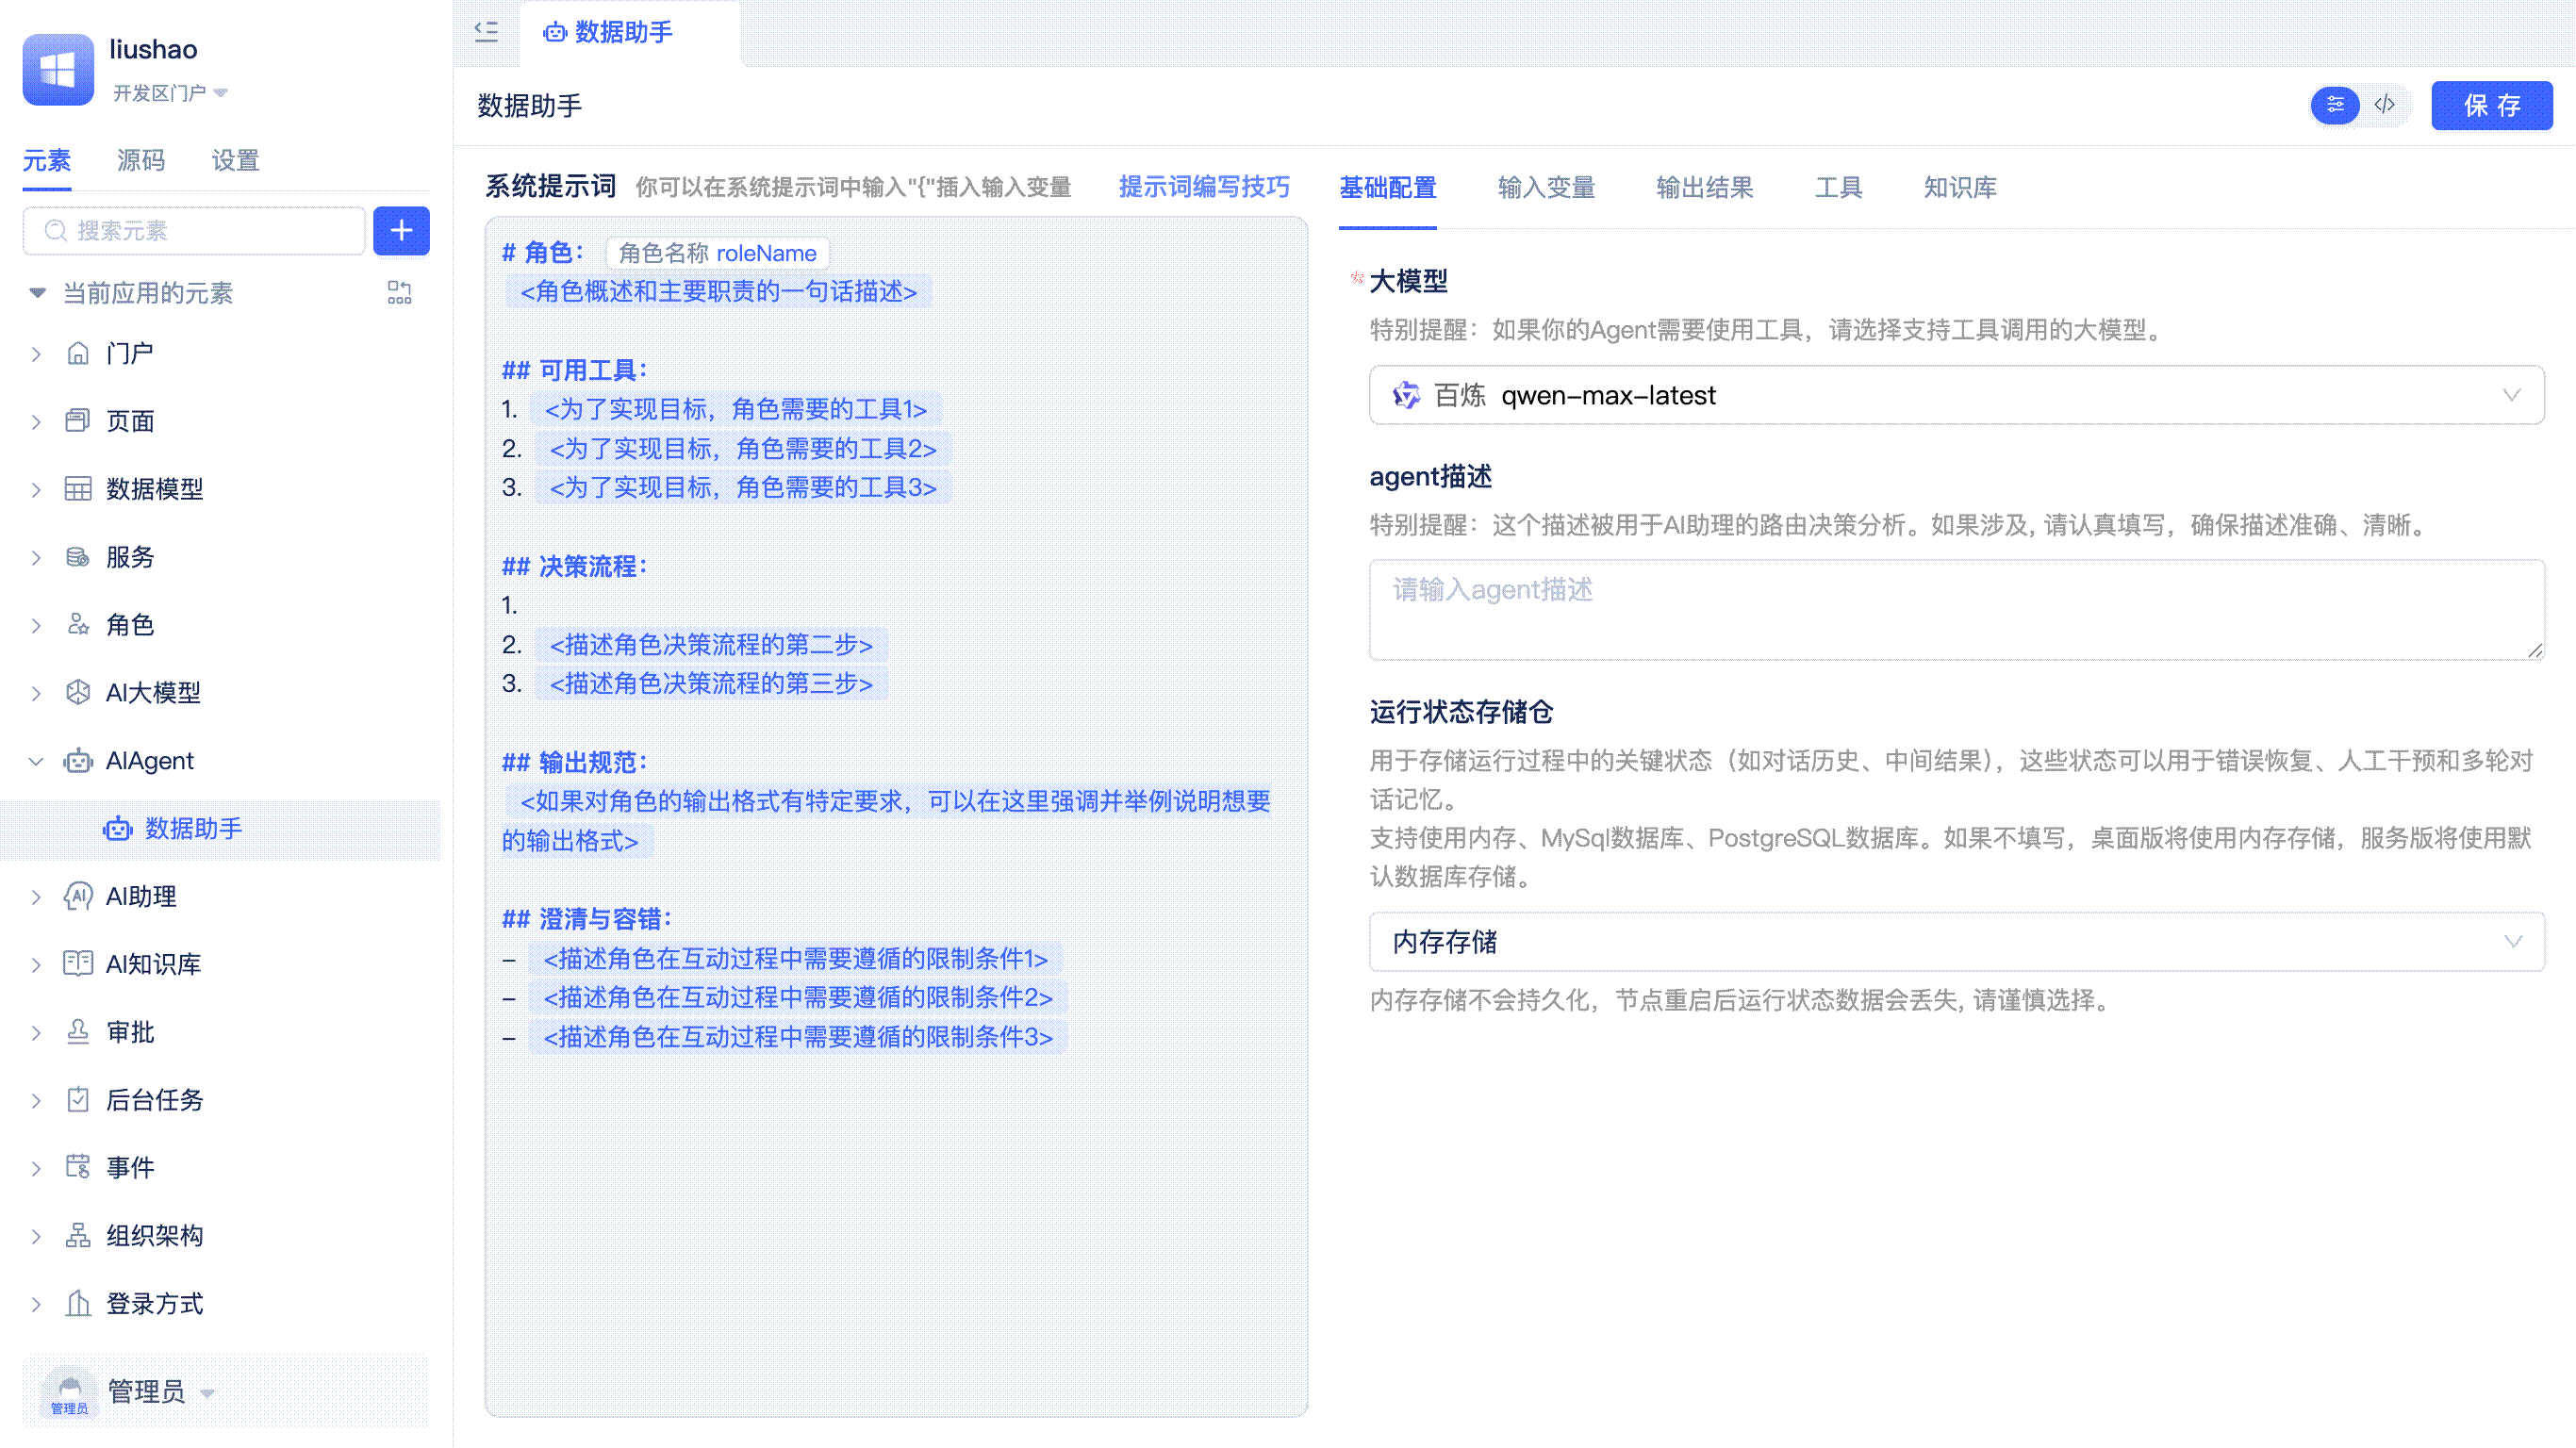 liushao
开发区门户
元素 源码 设置
搜索元素
当前应用的元素
门户
页面
数据模型
服务
角色
AI大模型
AIAgent
数据助手
AI助理
AI知识库
审批
后台任务
事件
组织架构
登录方式
管理员
管理员
数据助手
数据助手
保 存
系统提示词 你可以在系统提示词中输入"{"插入输入变量 提示词编写技巧
# 角色： 角色名称 roleName
<角色概述和主要职责的一句话描述>
## 可用工具：
1. <为了实现目标，角色需要的工具1>
2. <为了实现目标，角色需要的工具2>
3. <为了实现目标，角色需要的工具3>
## 决策流程：
1.
2. <描述角色决策流程的第二步>
3. <描述角色决策流程的第三步>
## 输出规范：
<如果对角色的输出格式有特定要求，可以在这里强调并举例说明想要
的输出格式>
## 澄清与容错：
– <描述角色在互动过程中需要遵循的限制条件1>
– <描述角色在互动过程中需要遵循的限制条件2>
– <描述角色在互动过程中需要遵循的限制条件3>
基础配置 输入变量 输出结果 工具 知识库
* 大模型
特别提醒：如果你的Agent需要使用工具，请选择支持工具调用的大模型。
百炼 qwen-max-latest
agent描述
特别提醒：这个描述被用于AI助理的路由决策分析。如果涉及, 请认真填写，确保描述准确、清晰。
请输入agent描述
运行状态存储仓
用于存储运行过程中的关键状态（如对话历史、中间结果），这些状态可以用于错误恢复、人工干预和多轮对
话记忆。
支持使用内存、MySql数据库、PostgreSQL数据库。如果不填写，桌面版将使用内存存储，服务版将使用默
认数据库存储。
内存存储
内存存储不会持久化，节点重启后运行状态数据会丢失, 请谨慎选择。